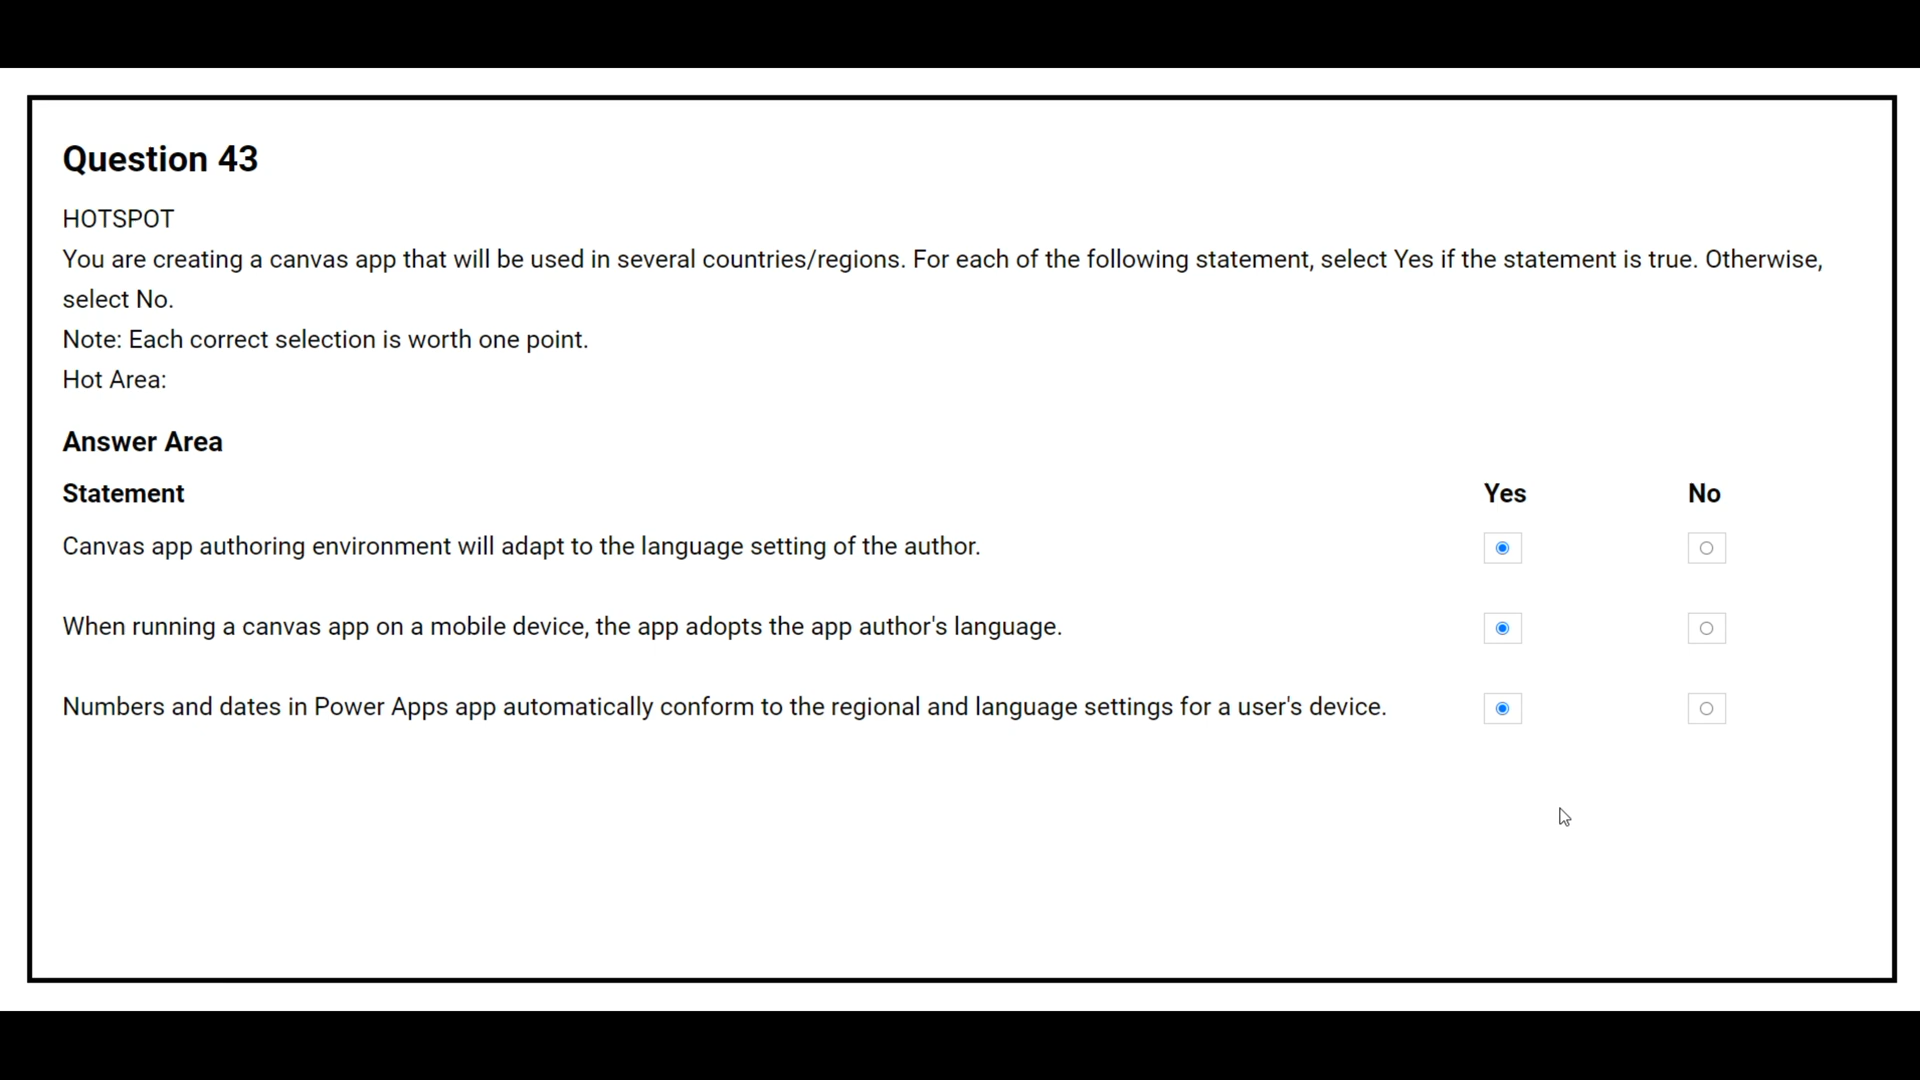 Question 43
HOTSPOT
You are creating a canvas app that will be used in several countries/regions. For each of the following statement, select Yes if the statement is true. Otherwise,
select No.
Note: Each correct selection is worth one point.
Hot Area:
Answer Area
Statement Yes No
Canvas app authoring environment will adapt to the language setting of the author.
When running a canvas app on a mobile device, the app adopts the app author's language.
Numbers and dates in Power Apps app automatically conform to the regional and language settings for a user's device.